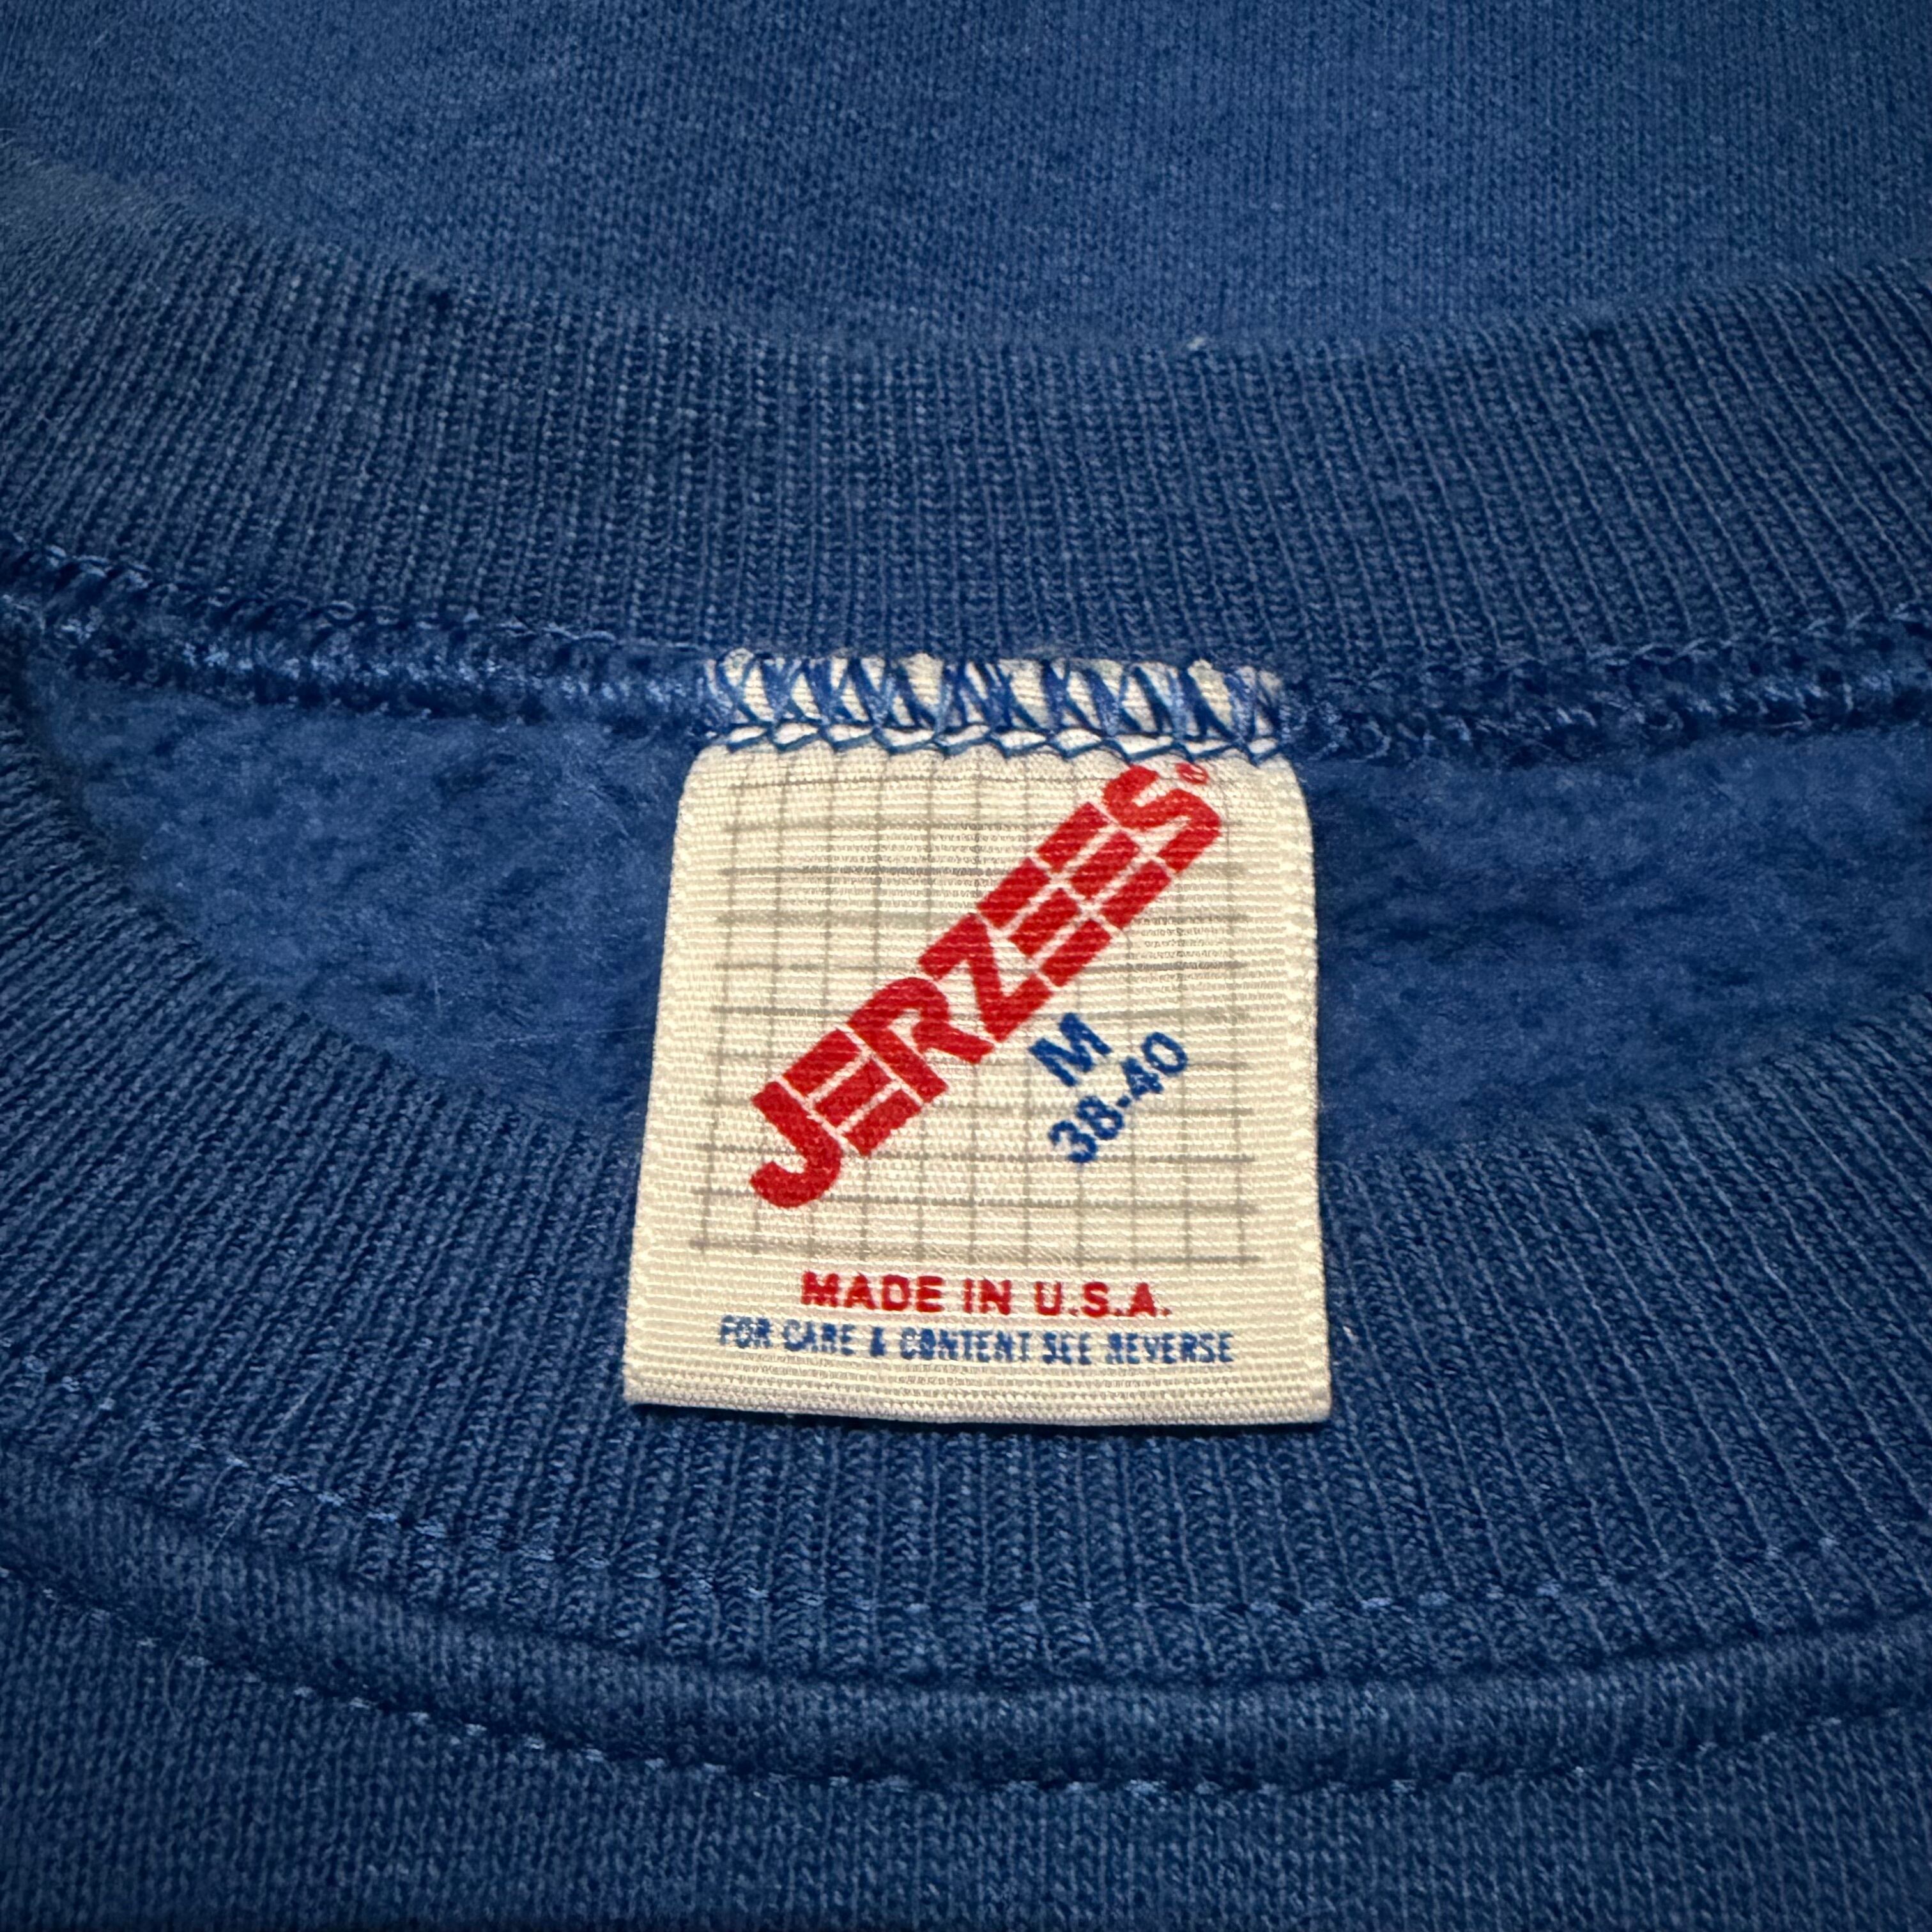 JERZEES®
M
38-40
MADE IN U.S.A.
FOR CARE & CONTENT SEE REVERSE